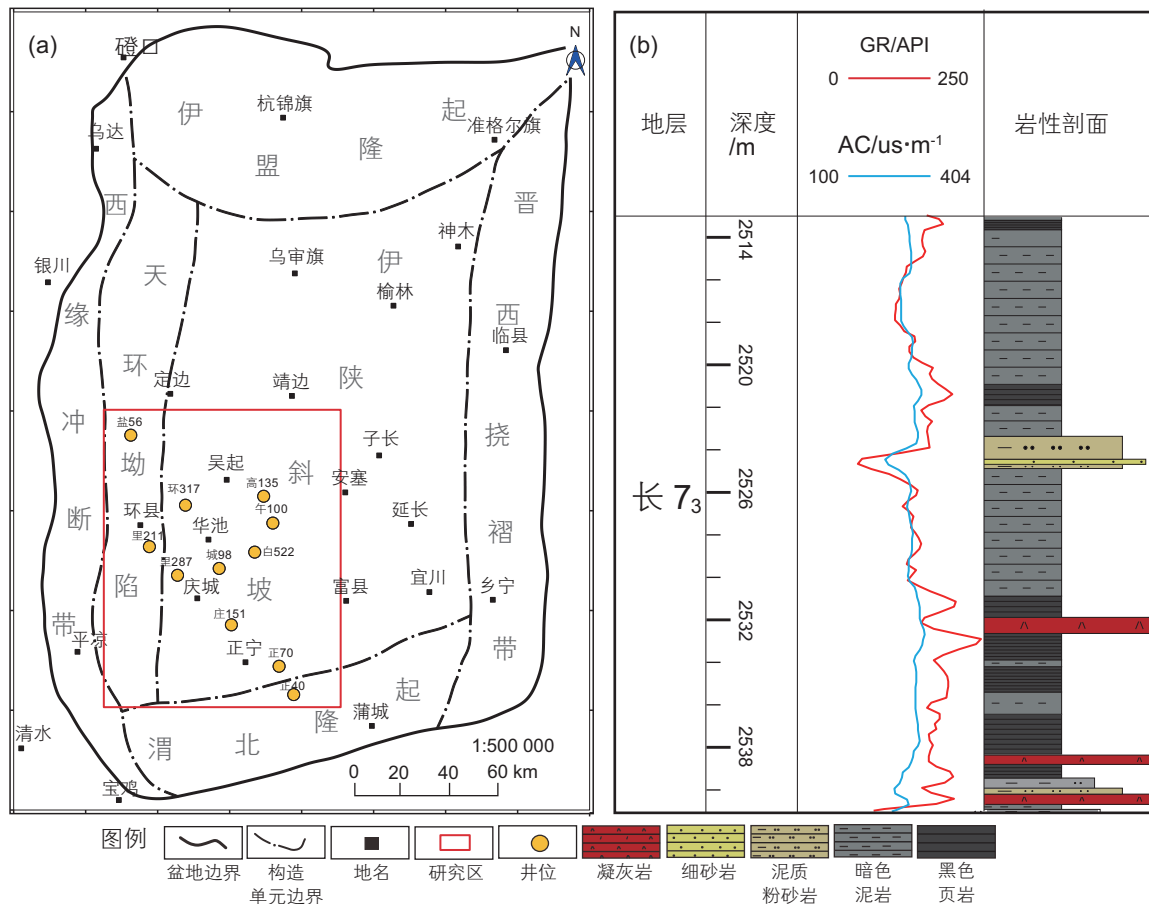 (a)
N
磴口
伊
杭锦旗
起
准格尔旗
乌达
盟
隆
西
晋
神木
银川
天
乌审旗
伊
榆林
缘
西
临县
环
定边
靖边
陕
冲
盐56
子长
挠
坳
吴起
斜
安塞
环317
高135
断
环县
午100
延长
华池
褶
里211
白522
城98
里287
陷
庆城
坡
富县
宜川
乡宁
带
庄151
平凉
正宁
带
正70
正40
起
隆
蒲城
清水
渭
北
1:500 000
0 20 40 60 km
宝鸡
(b)
GR/API
0 250
地层
深度
/m
岩性剖面
AC/us·m-1
100 404
2514
2520
长 7₃
2526
2532
2538
图例
盆地边界
构造
单元边界
地名
研究区
井位
凝灰岩
细砂岩
泥质
粉砂岩
暗色
泥岩
黑色
页岩